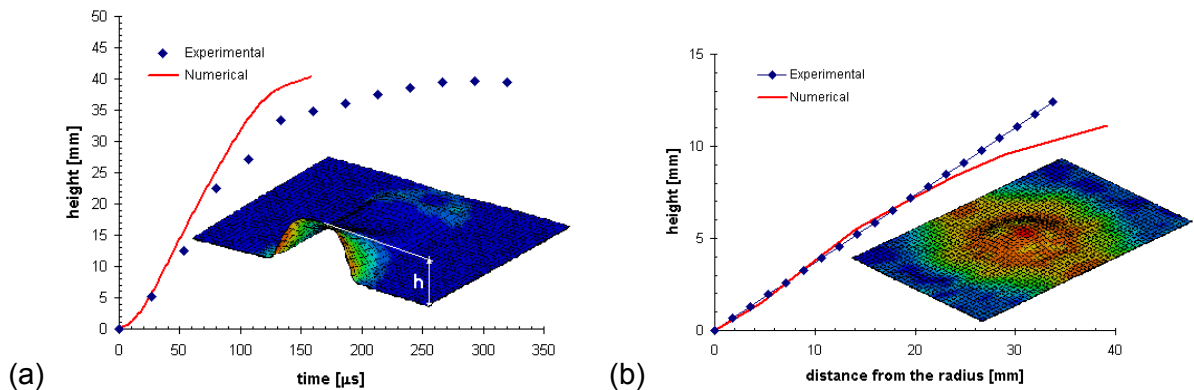 50
45
40
35
30
25
20
15
10
5
0
height [mm]
Experimental
Numerical
h
0 50 100 150 200 250 300 350
time [µs]
(a)
15
10
5
0
height [mm]
Experimental
Numerical
0 10 20 30 40
distance from the radius [mm]
(b)